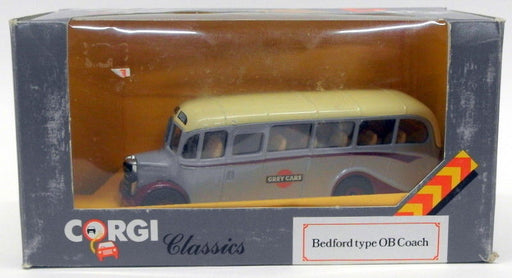 GREY CARS
CORGI
Classics
Bedford type OB Coach